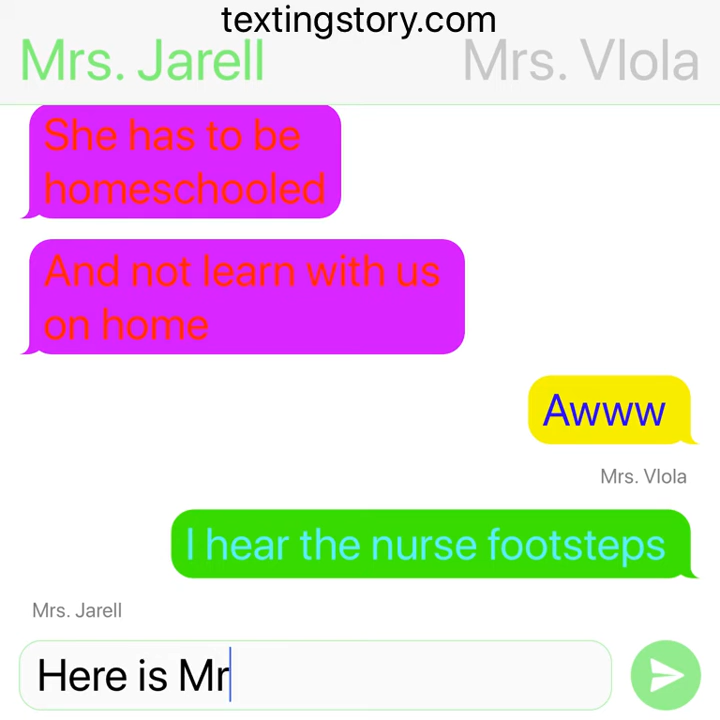 textingstory.com
Mrs. Jarell Mrs. Vlola
She has to be
homeschooled
And not learn with us
on home
Awww
Mrs. Vlola
I hear the nurse footsteps
Mrs. Jarell
Here is Mr